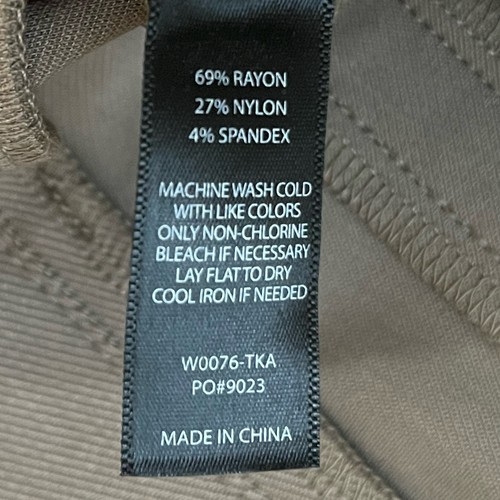 69% RAYON
27% NYLON
4% SPANDEX
MACHINE WASH COLD
WITH LIKE COLORS
ONLY NON-CHLORINE
BLEACH IF NECESSARY
LAY FLAT TO DRY
COOL IRON IF NEEDED
W0076-TKA
PO#9023
MADE IN CHINA